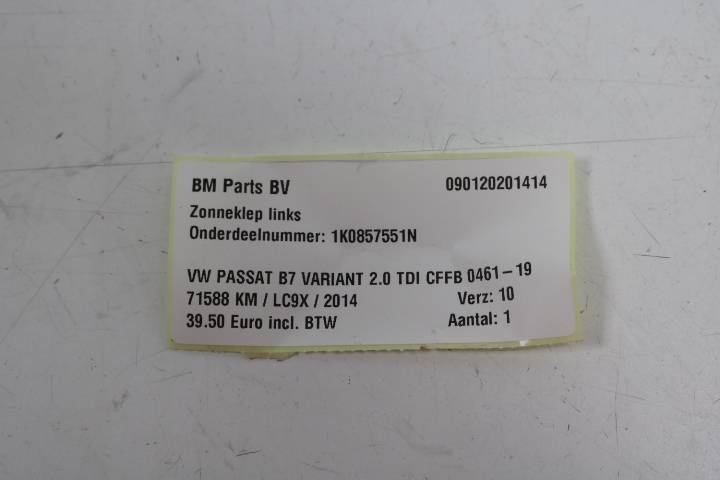 BM Parts BV 090120201414
Zonneklep links
Onderdeelnummer: 1K0857551N
VW PASSAT B7 VARIANT 2.0 TDI CFFB 0461-19
71588 KM / LC9X / 2014 Verz: 10
39.50 Euro incl. BTW Aantal: 1